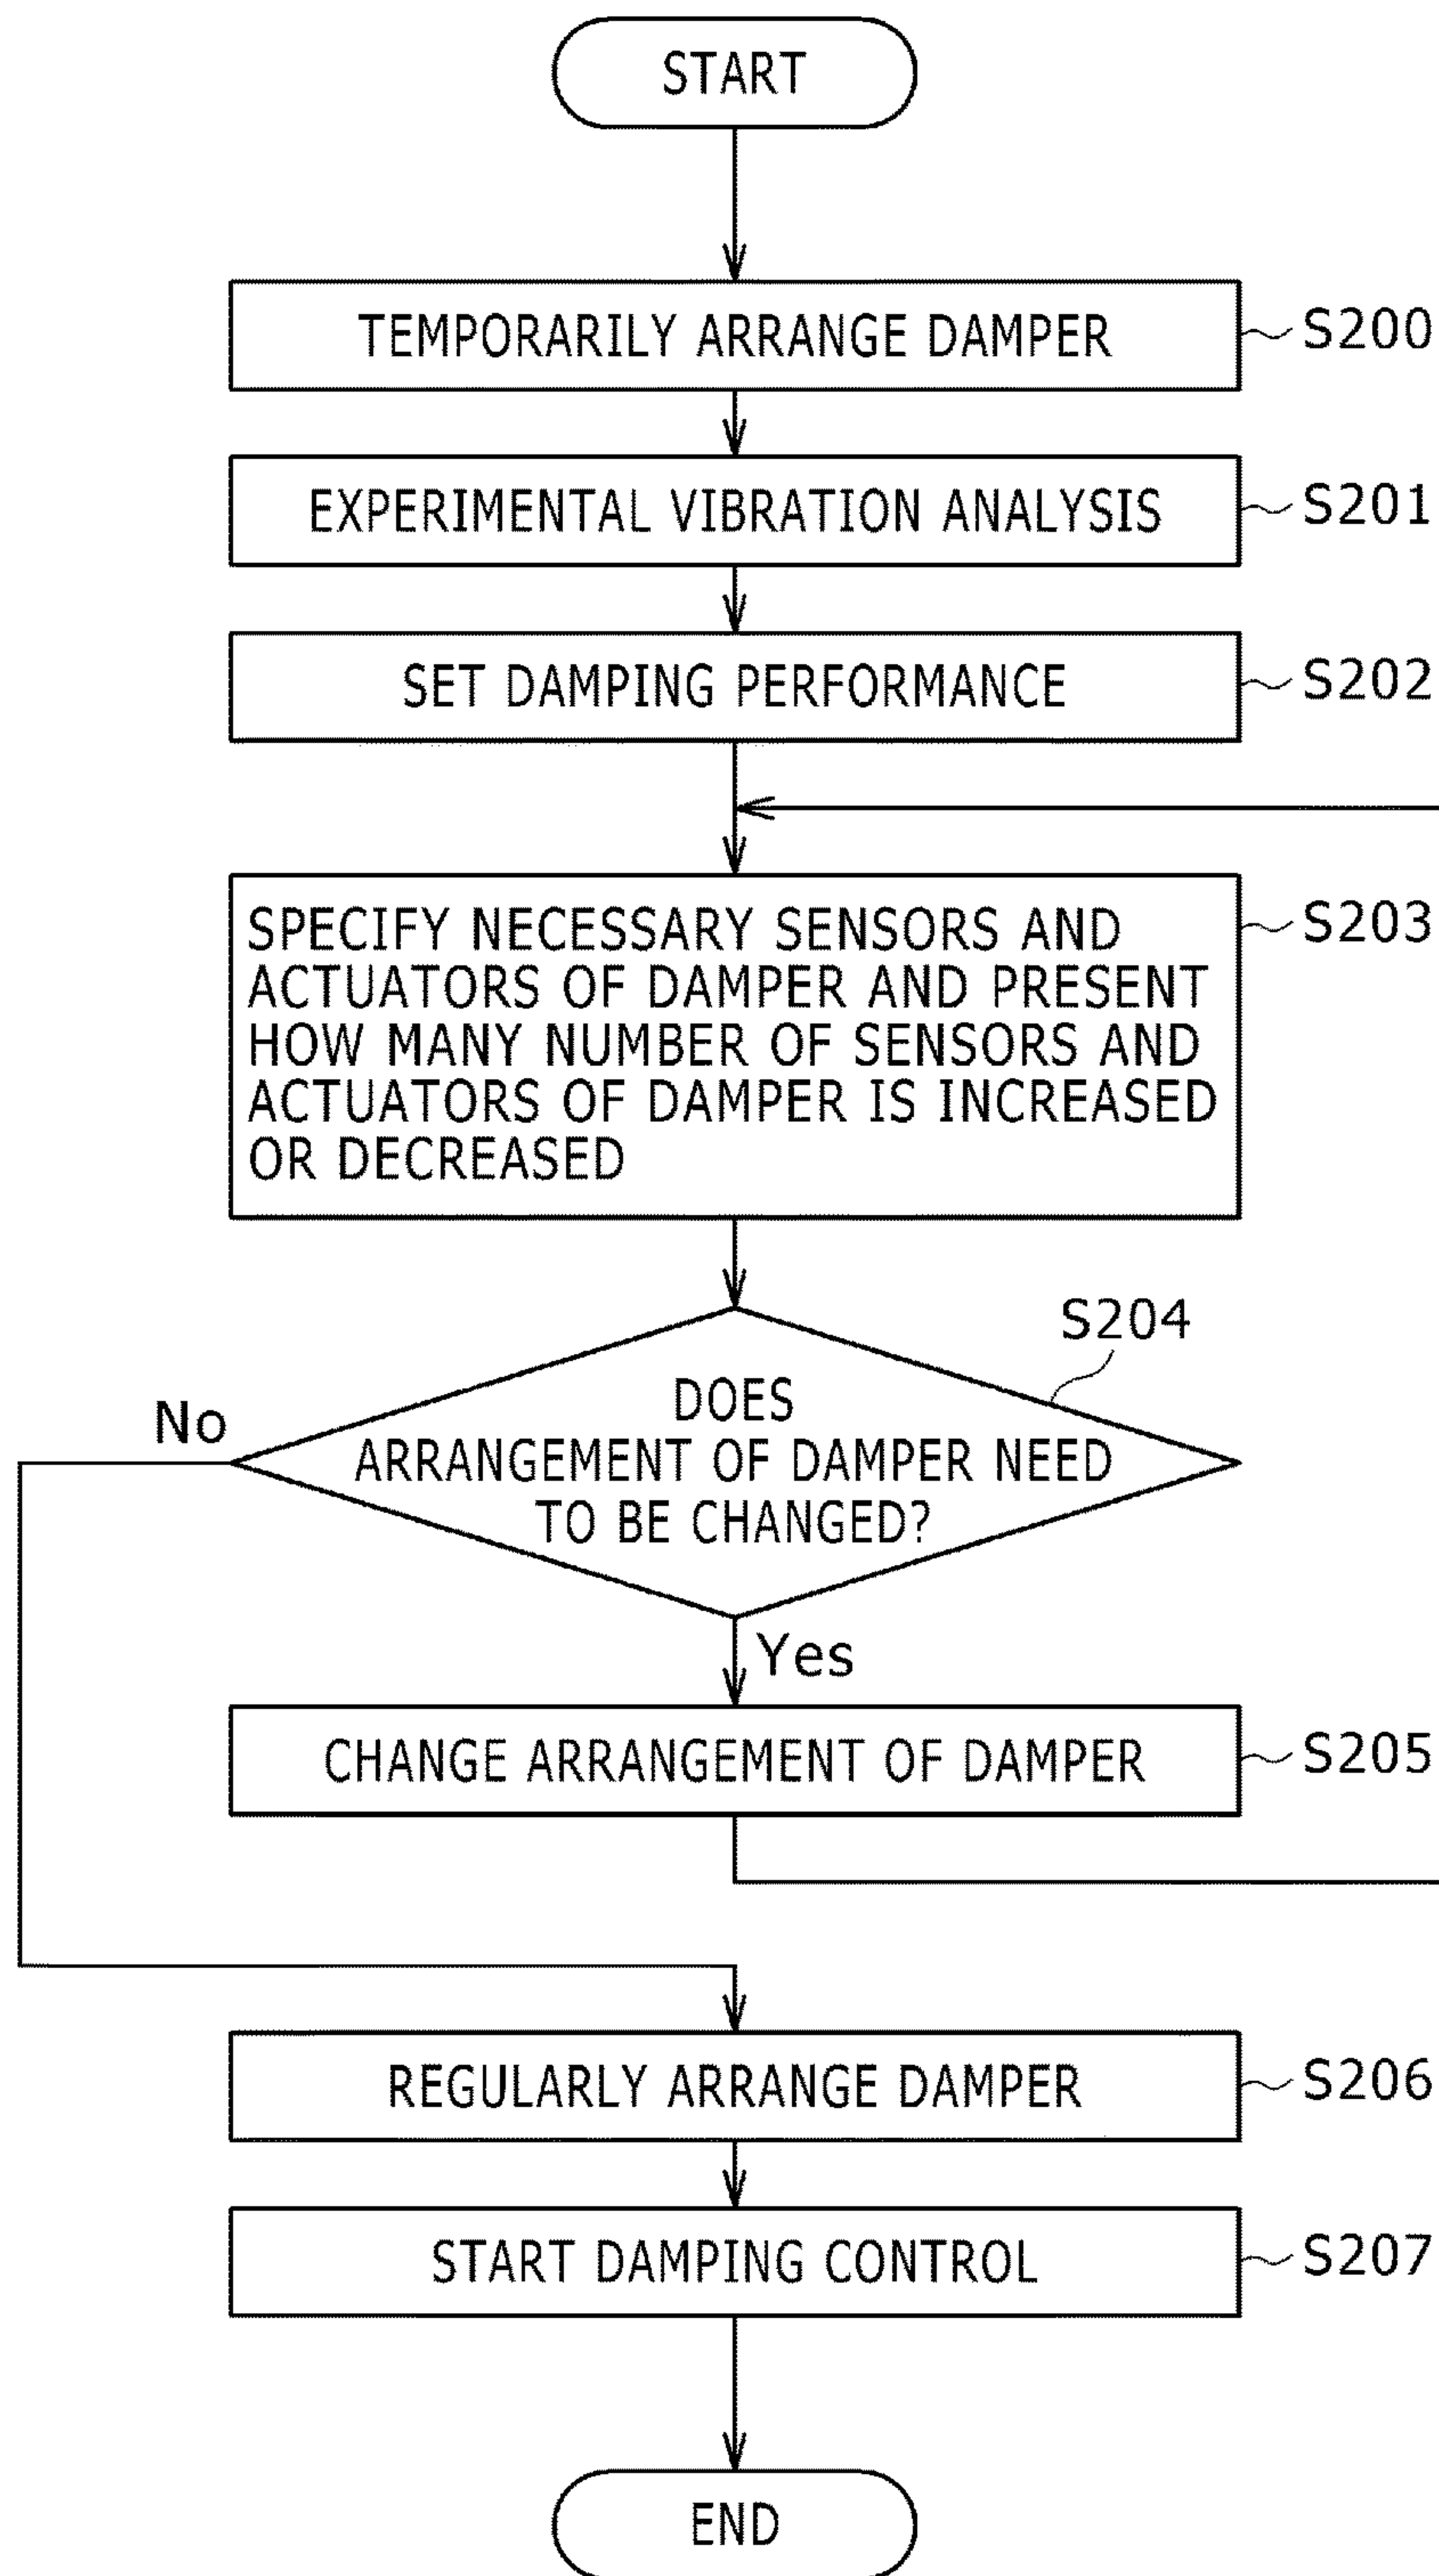 START
TEMPORARILY ARRANGE DAMPER
S200
EXPERIMENTAL VIBRATION ANALYSIS
S201
SET DAMPING PERFORMANCE
S202
SPECIFY NECESSARY SENSORS AND
ACTUATORS OF DAMPER AND PRESENT
HOW MANY NUMBER OF SENSORS AND
ACTUATORS OF DAMPER IS INCREASED
OR DECREASED
S203
S204
DOES
ARRANGEMENT OF DAMPER NEED
TO BE CHANGED?
No
Yes
CHANGE ARRANGEMENT OF DAMPER
S205
REGULARLY ARRANGE DAMPER
S206
START DAMPING CONTROL
S207
END